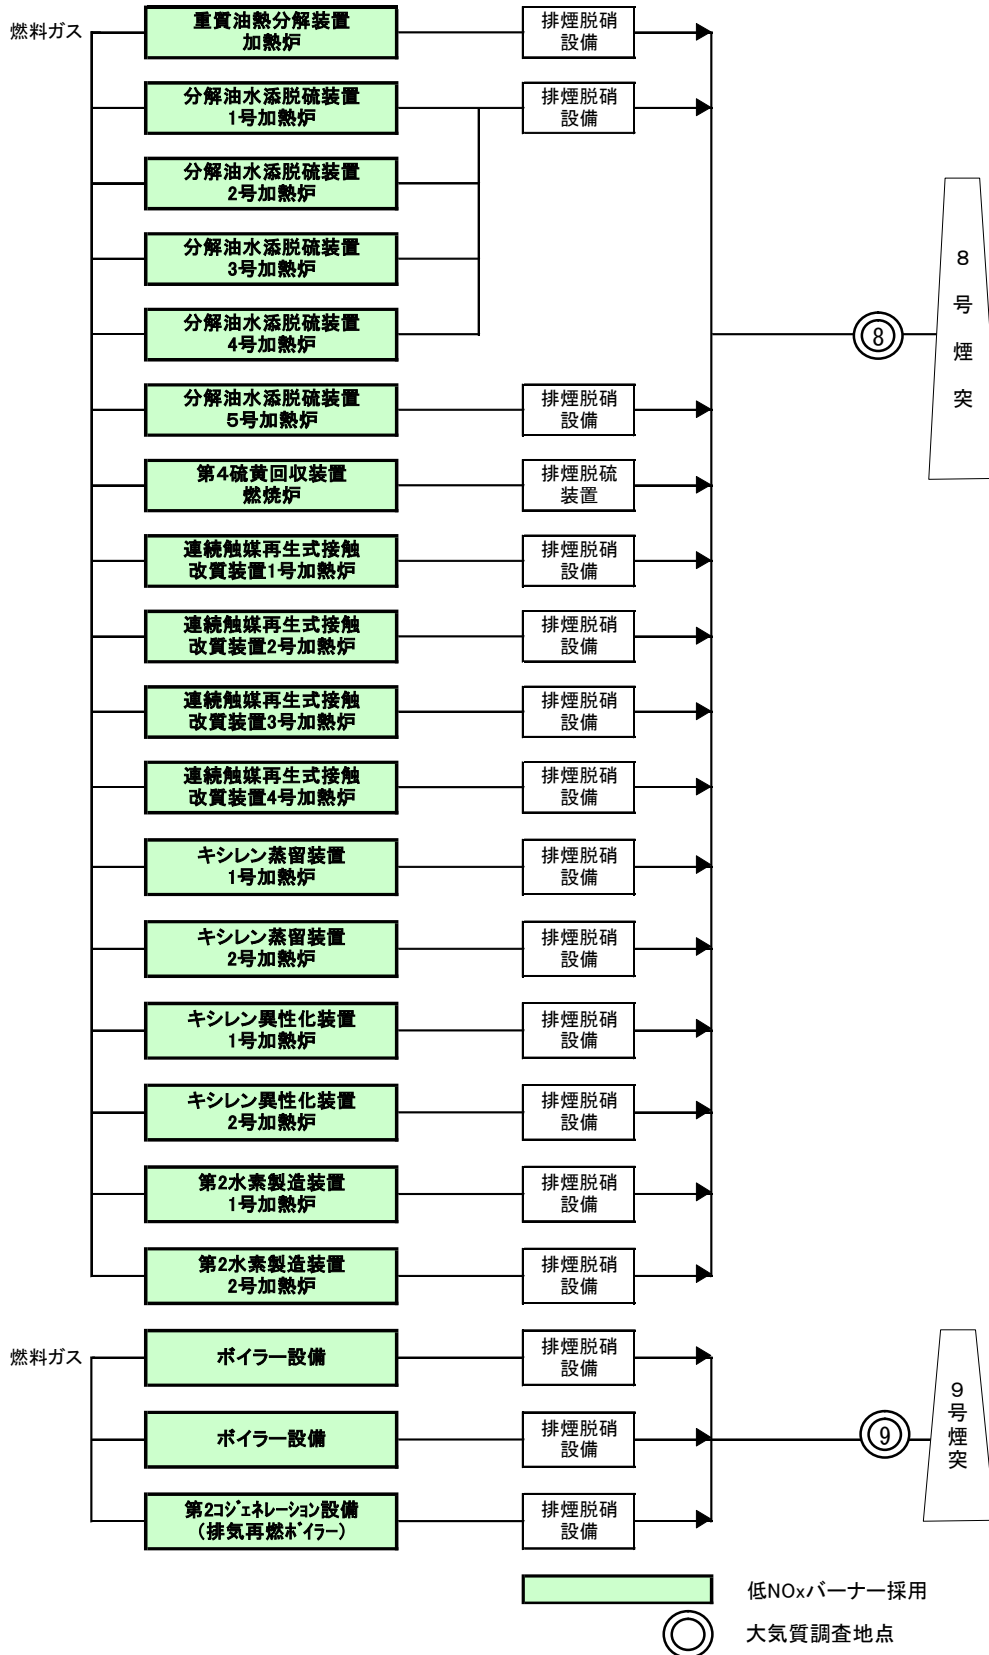 燃料ガス
重質油熱分解装置
加熱炉
排煙脱硝
設備
分解油水添脱硫装置
1号加熱炉
排煙脱硝
設備
分解油水添脱硫装置
2号加熱炉
分解油水添脱硫装置
3号加熱炉
分解油水添脱硫装置
4号加熱炉
分解油水添脱硫装置
5号加熱炉
排煙脱硝
設備
第4硫黄回収装置
燃焼炉
排煙脱硫
装置
連続触媒再生式接触
改質装置1号加熱炉
排煙脱硝
設備
連続触媒再生式接触
改質装置2号加熱炉
排煙脱硝
設備
連続触媒再生式接触
改質装置3号加熱炉
排煙脱硝
設備
連続触媒再生式接触
改質装置4号加熱炉
排煙脱硝
設備
キシレン蒸留装置
1号加熱炉
排煙脱硝
設備
キシレン蒸留装置
2号加熱炉
排煙脱硝
設備
キシレン異性化装置
1号加熱炉
排煙脱硝
設備
キシレン異性化装置
2号加熱炉
排煙脱硝
設備
第2水素製造装置
1号加熱炉
排煙脱硝
設備
第2水素製造装置
2号加熱炉
排煙脱硝
設備
⑧
8号煙突
燃料ガス
ボイラー設備
排煙脱硝
設備
ボイラー設備
排煙脱硝
設備
第2ｺｼﾞｪﾈﾚｰｼｮﾝ設備
(排気再燃ﾎﾞｲﾗｰ)
排煙脱硝
設備
⑨
9号煙突
低NOxバーナー採用
大気質調査地点